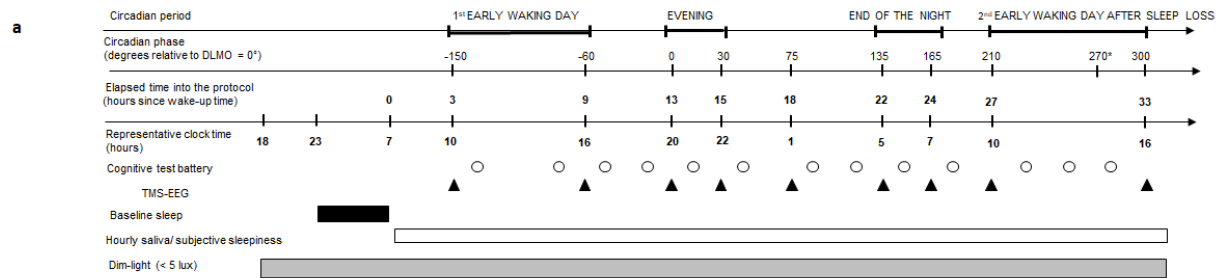 a
Circadian period 1st EARLY WAKING DAY EVENING END OF THE NIGHT 2nd EARLY WAKING DAY AFTER SLEEP LOSS
Circadian phase
(degrees relative to DLMO = 0°) -150 -60 0 30 75 135 165 210 270* 300
Elapsed time into the protocol
(hours since wake-up time) 0 3 9 13 15 18 22 24 27 33
Representative clock time
(hours) 18 23 7 10 16 20 22 1 5 7 10 16
Cognitive test battery
TMS-EEG
Baseline sleep
Hourly saliva/ subjective sleepiness
Dim-light (< 5 lux)